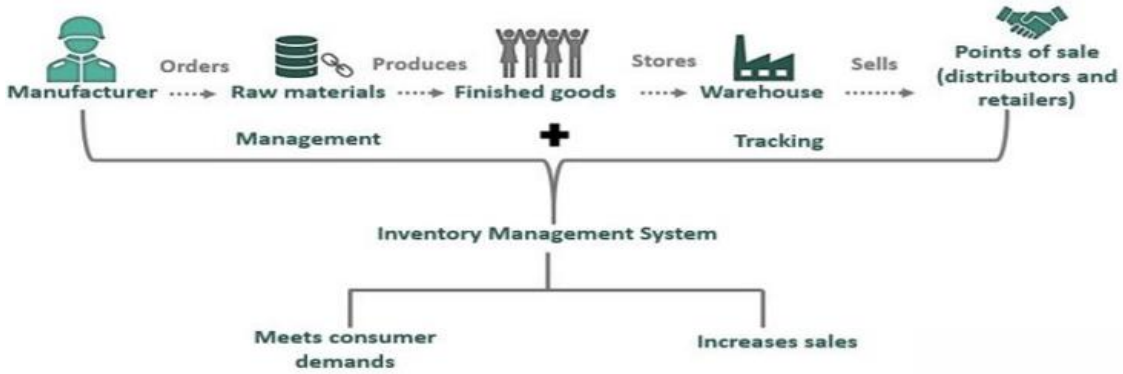 Orders
Produces
Stores
Sells
Manufacturer
Raw materials
Finished goods
Warehouse
Points of sale
(distributors and
retailers)
Management
Tracking
Inventory Management System
Meets consumer
demands
Increases sales